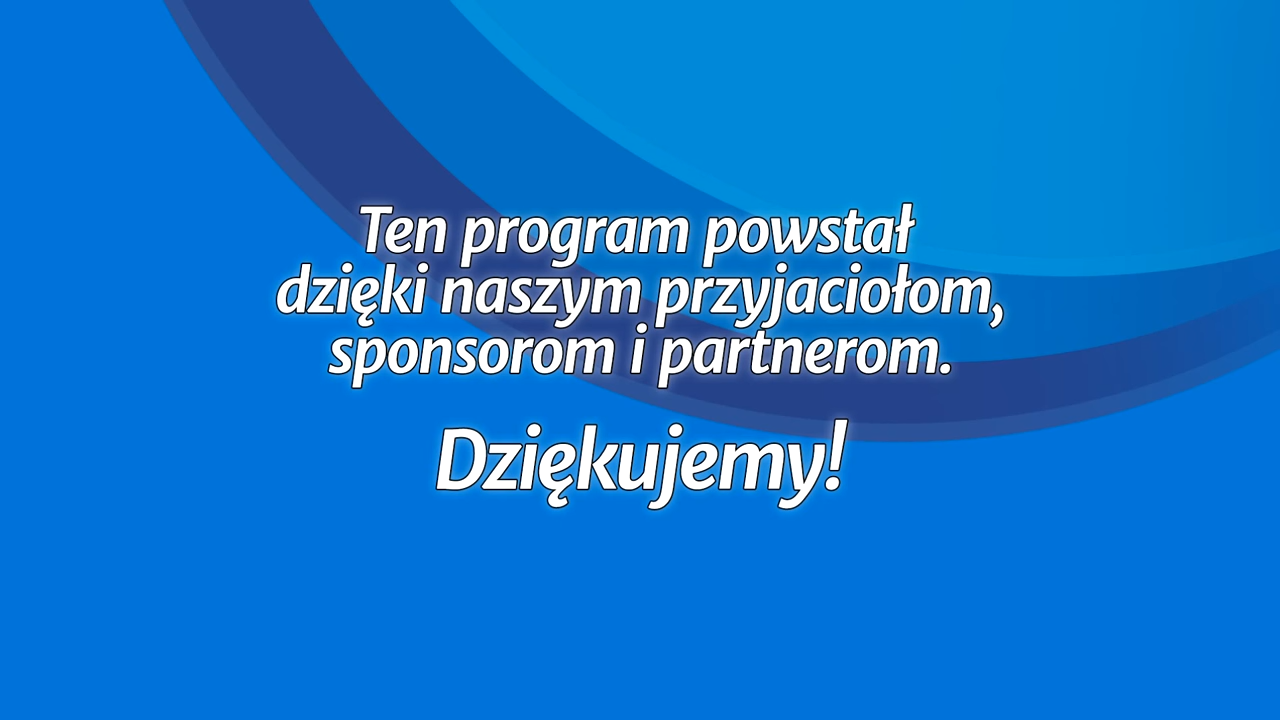 Ten program powstał
dzięki naszym przyjaciołom,
sponsorom i partnerom.
Dziękujemy!